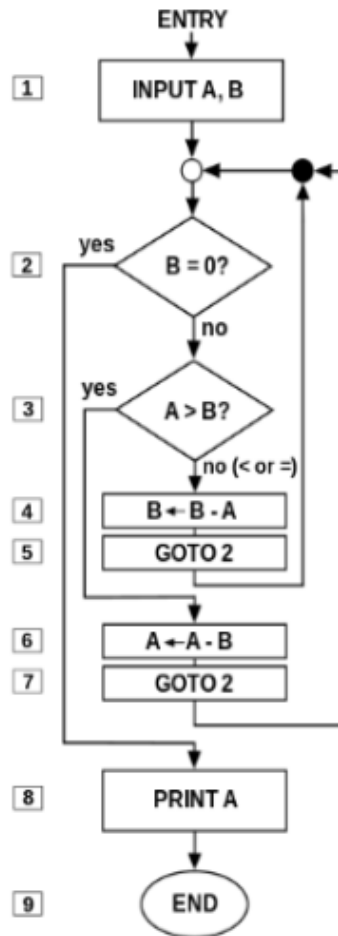 ENTRY
1
INPUT A, B
yes
2
B = 0?
no
yes
3
A > B?
no (< or =)
4
B ← B - A
5
GOTO 2
6
A ← A - B
7
GOTO 2
8
PRINT A
9
END